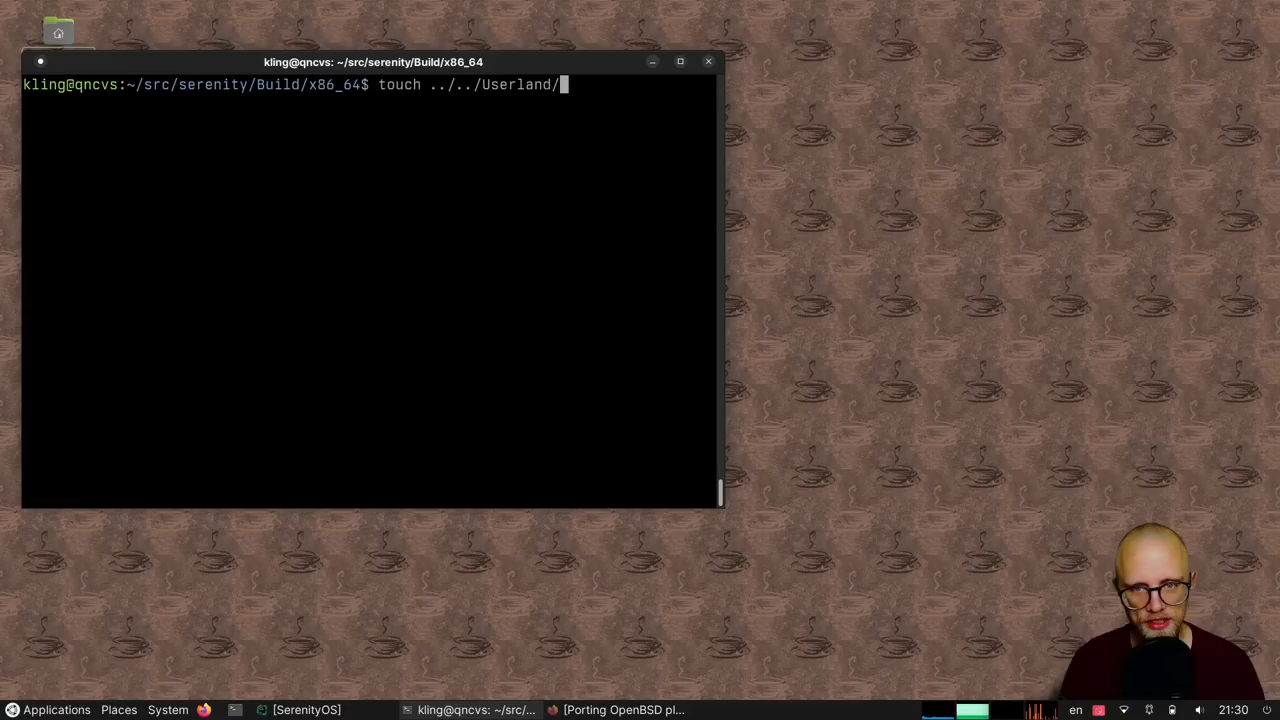 kling@qncvs: ~/src/serenity/Build/x86_64
kling@qncvs:~/src/serenity/Build/x86_64$ touch ../../Userland/
Applications Places System [SerenityOS] kling@qncvs: ~/src/... [Porting OpenBSD pl... en 21:30